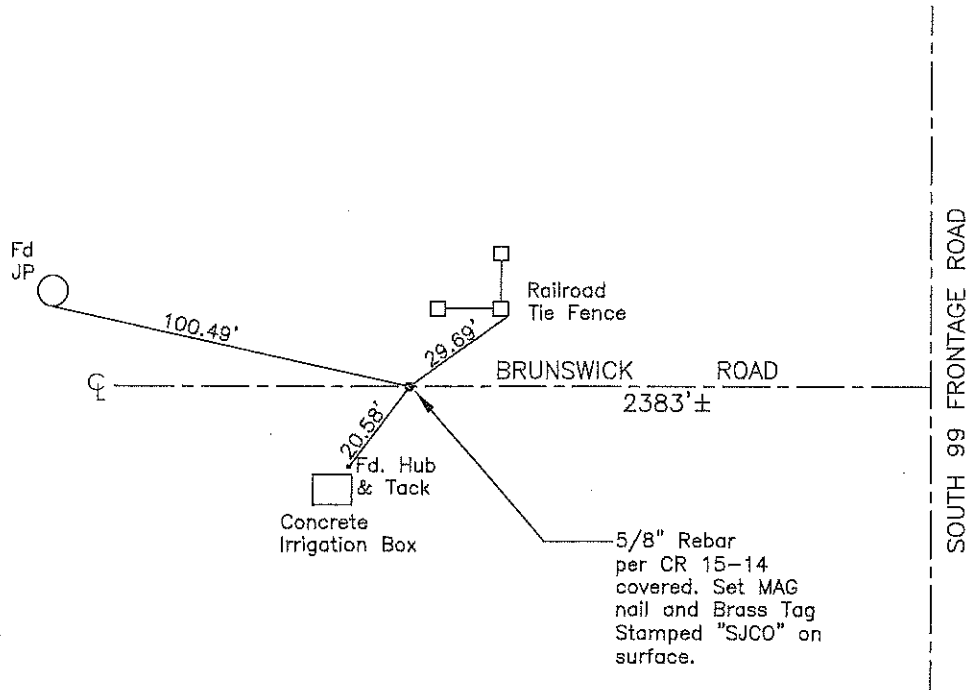 Fd
JP
100.49'
Railroad
Tie Fence
29.69'
℄
BRUNSWICK ROAD
2383'±
20.58'
Fd. Hub
& Tack
Concrete
Irrigation Box
5/8" Rebar
per CR 15-14
covered. Set MAG
nail and Brass Tag
Stamped "SJCO" on
surface.
SOUTH 99 FRONTAGE ROAD